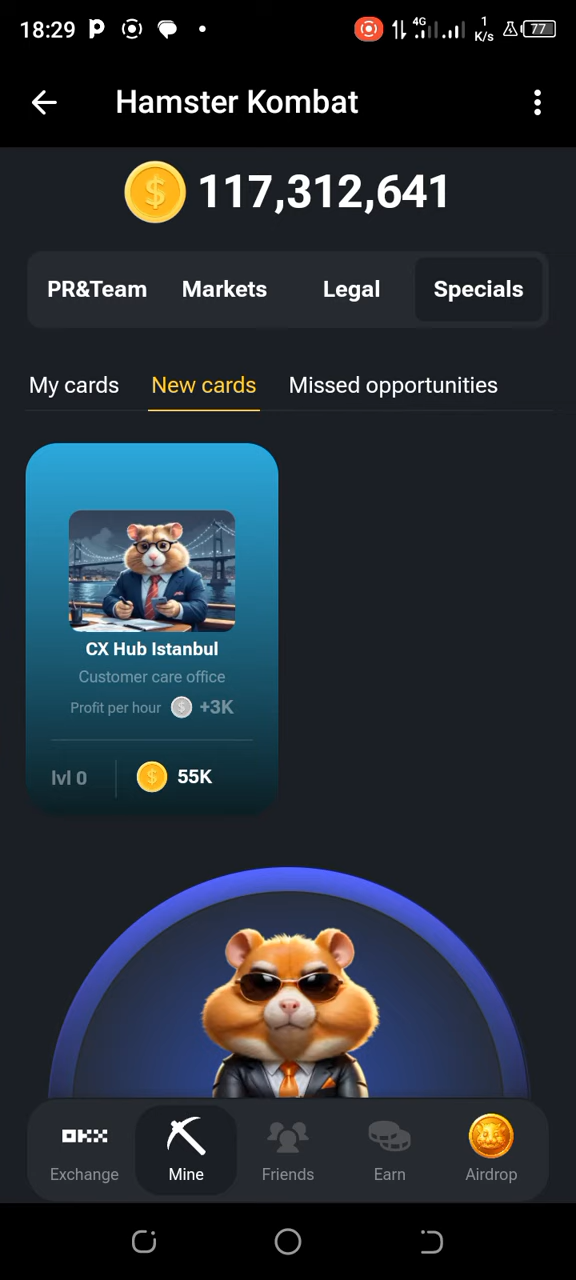 18:29 4G 1 K/s 77
Hamster Kombat
$ 117,312,641
PR&Team Markets Legal Specials
My cards New cards Missed opportunities
CX Hub Istanbul
Customer care office
Profit per hour $ +3K
lvl 0 $ 55K
OKX
Exchange Mine Friends Earn Airdrop